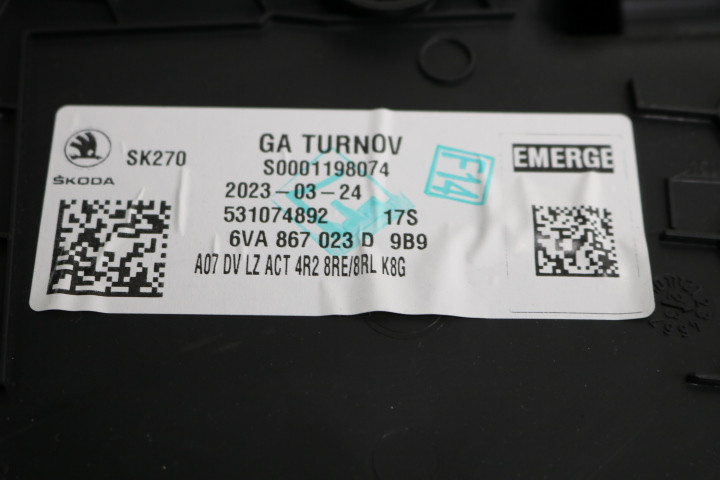 GA TURNOV
SK270
S0001198074
ŠKODA
2023-03-24
531074892 17S
6VA 867 023 D 9B9
A07 DV LZ ACT 4R2 8RE/8RL K8G
F14
EMERGE